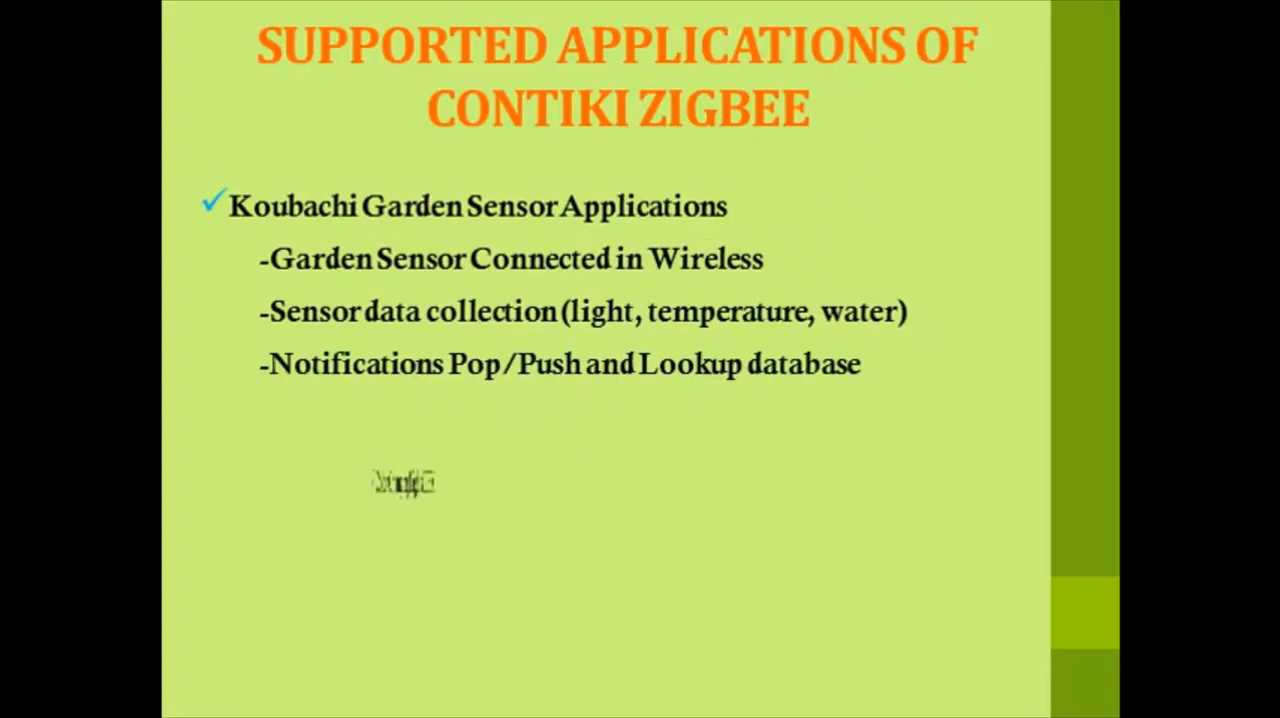 SUPPORTED APPLICATIONS OF
CONTIKI ZIGBEE
Koubachi Garden Sensor Applications
-Garden Sensor Connected in Wireless
-Sensor data collection (light, temperature, water)
-Notifications Pop/Push and Lookup database